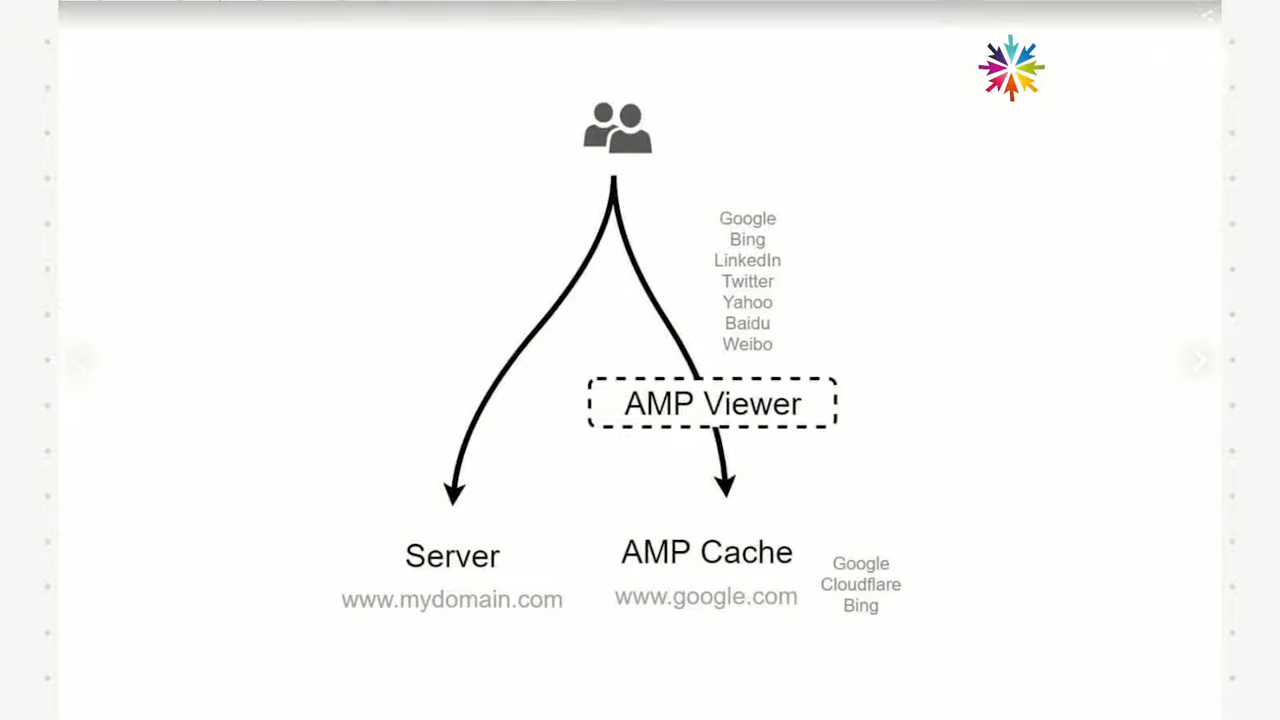 Google
Bing
LinkedIn
Twitter
Yahoo
Baidu
Weibo
AMP Viewer
Server
www.mydomain.com
AMP Cache
www.google.com
Google
Cloudflare
Bing